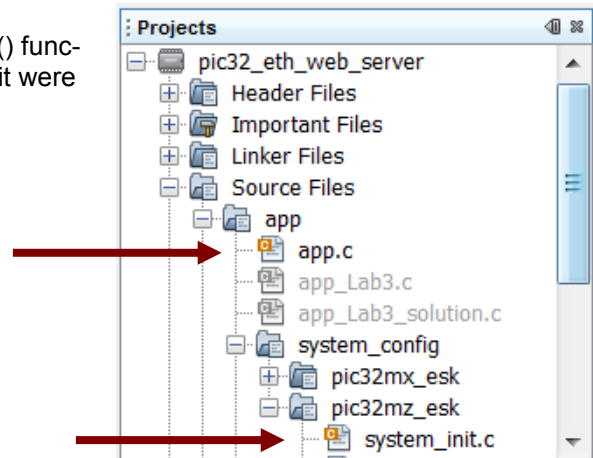 () func-
it were
Projects
pic32_eth_web_server
Header Files
Important Files
Linker Files
Source Files
app
app.c
app_Lab3.c
app_Lab3_solution.c
system_config
pic32mx_esk
pic32mz_esk
system_init.c